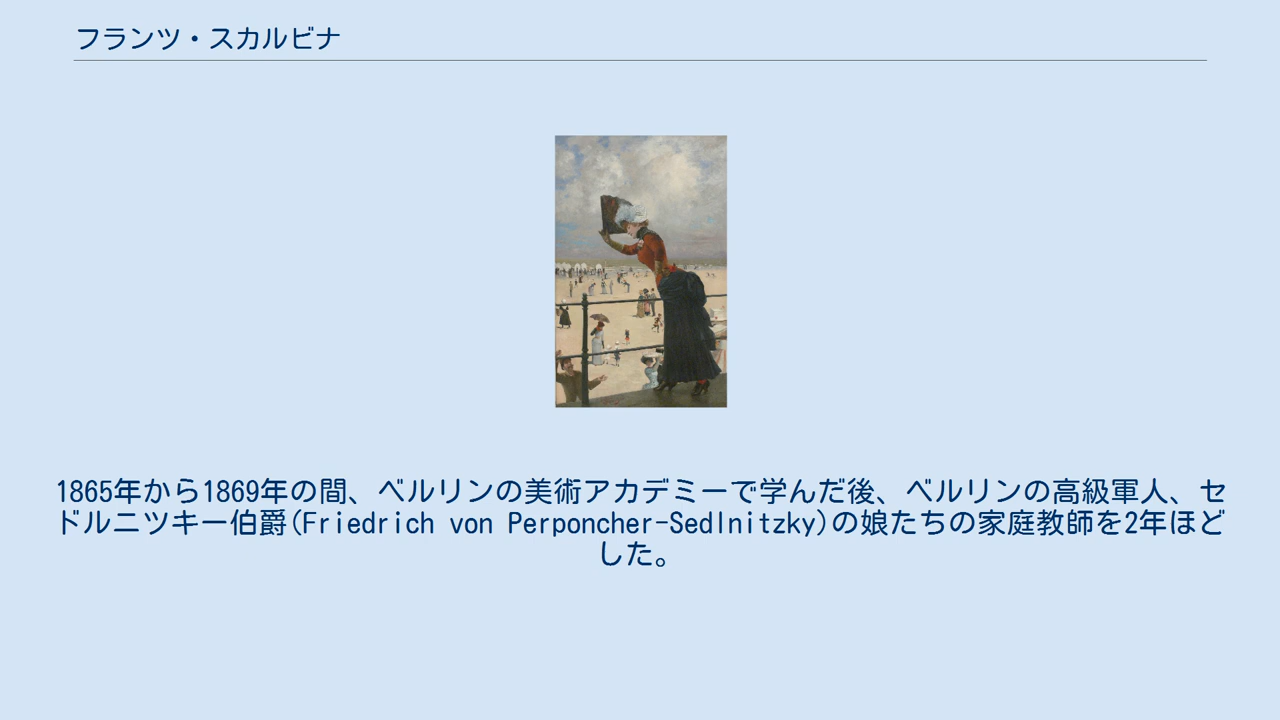 フランツ・スカルビナ
1865年から1869年の間、ベルリンの美術アカデミーで学んだ後、ベルリンの高級軍人、セ
ドルニツキー伯爵(Friedrich von Perponcher-Sedlnitzky)の娘たちの家庭教師を2年ほど
した。